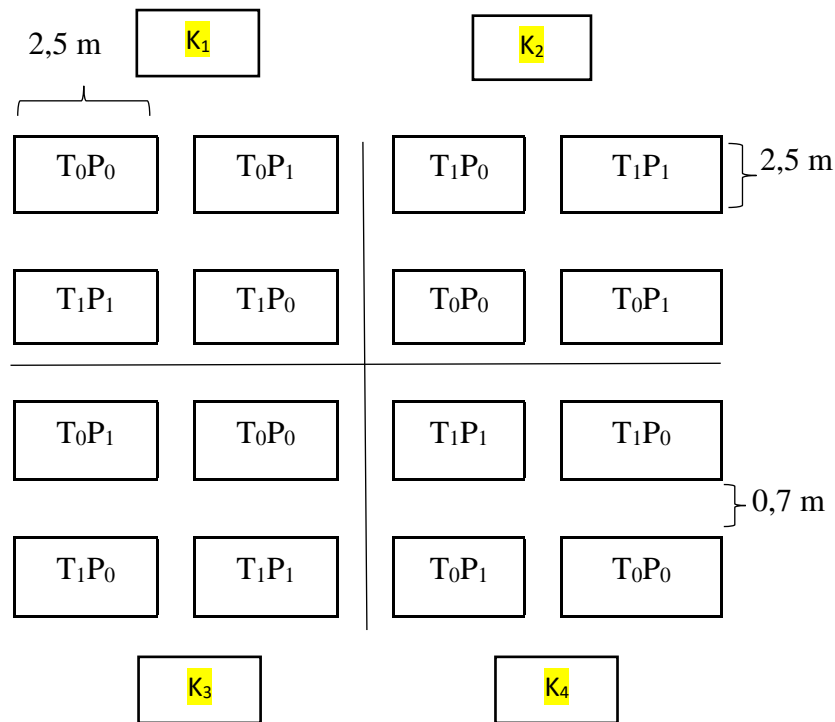 K₁ K₂
2,5 m
T₀P₀ T₀P₁ T₁P₀ T₁P₁ 2,5 m
T₁P₁ T₁P₀ T₀P₀ T₀P₁
T₀P₁ T₀P₀ T₁P₁ T₁P₀
0,7 m
T₁P₀ T₁P₁ T₀P₁ T₀P₀
K₃ K₄